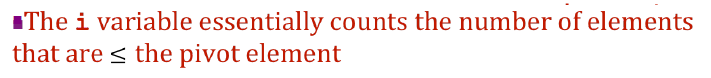 ▪The i variable essentially counts the number of elements
that are ≤ the pivot element